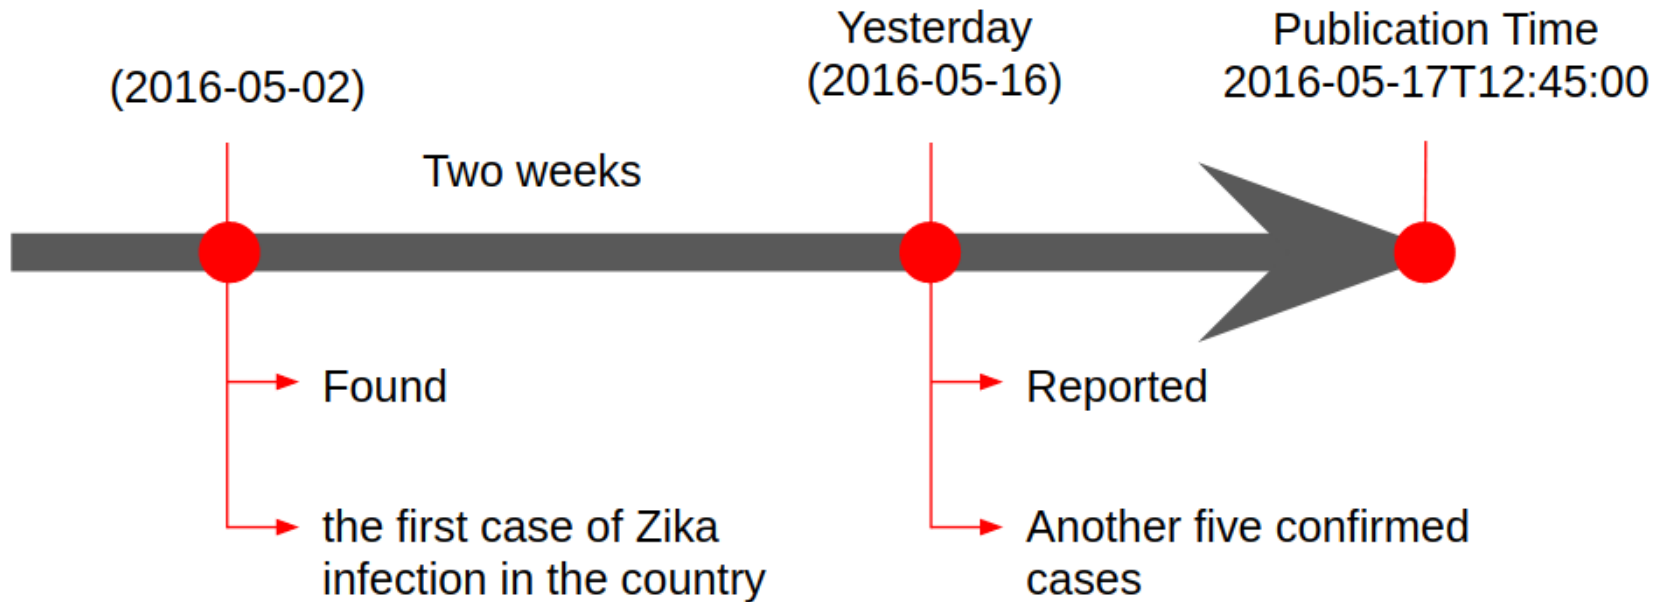 (2016-05-02)
Yesterday
(2016-05-16)
Publication Time
2016-05-17T12:45:00
Two weeks
Found
Reported
the first case of Zika
infection in the country
Another five confirmed
cases